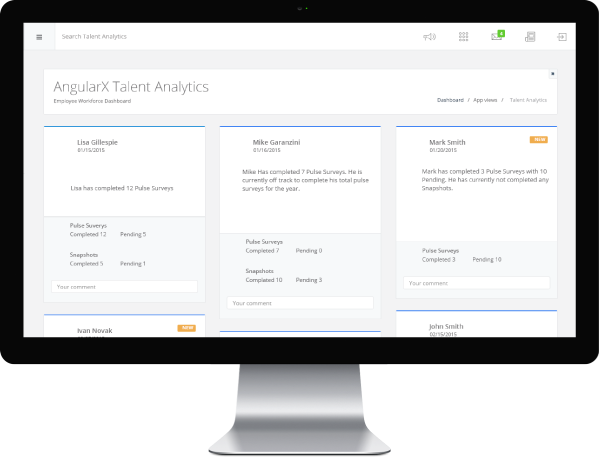 Search Talent Analytics
4
AngularX Talent Analytics
Employee Workforce Dashboard
Dashboard / App views / Talent Analytics
Lisa Gillespie
01/15/2015
Lisa has completed 12 Pulse Surveys
Pulse Suverys
Completed 12 Pending 5
Snapshots
Completed 5 Pending 1
Your comment
Ivan Novak
NEW
Mike Garanzini
01/16/2015
Mike Has completed 7 Pulse Surveys. He is
currently off track to complete his total pulse
surveys for the year.
Pulse Surveys
Completed 7 Pending 0
Snapshots
Complated 10 Pending 3
Your comment
Mark Smith
NEW
01/20/2015
Mark has completed 3 Pulse Surveys with 10
Pending. He has currently not completed any
Snapshots.
Pulse Surveys
Completed 3 Pending 10
Your comment
John Smith
02/15/2015